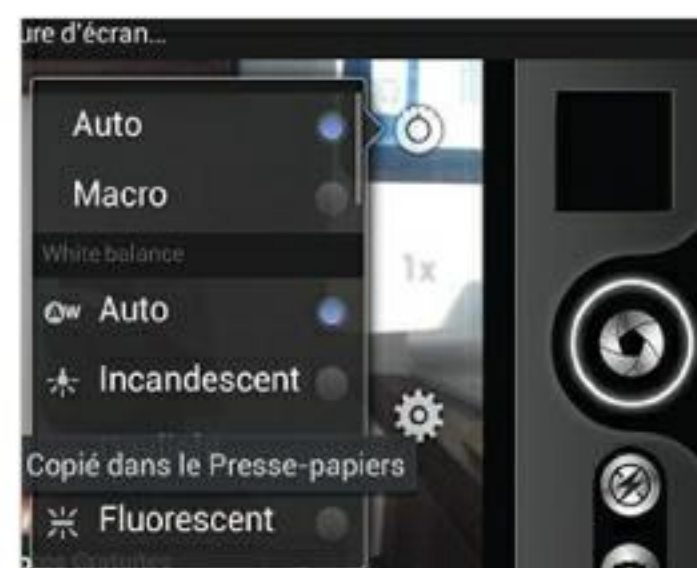 ure d'écran...
Auto
Macro
White balance
1x
Auto
Incandescent
Copié dans le Presse-papiers
Fluorescent